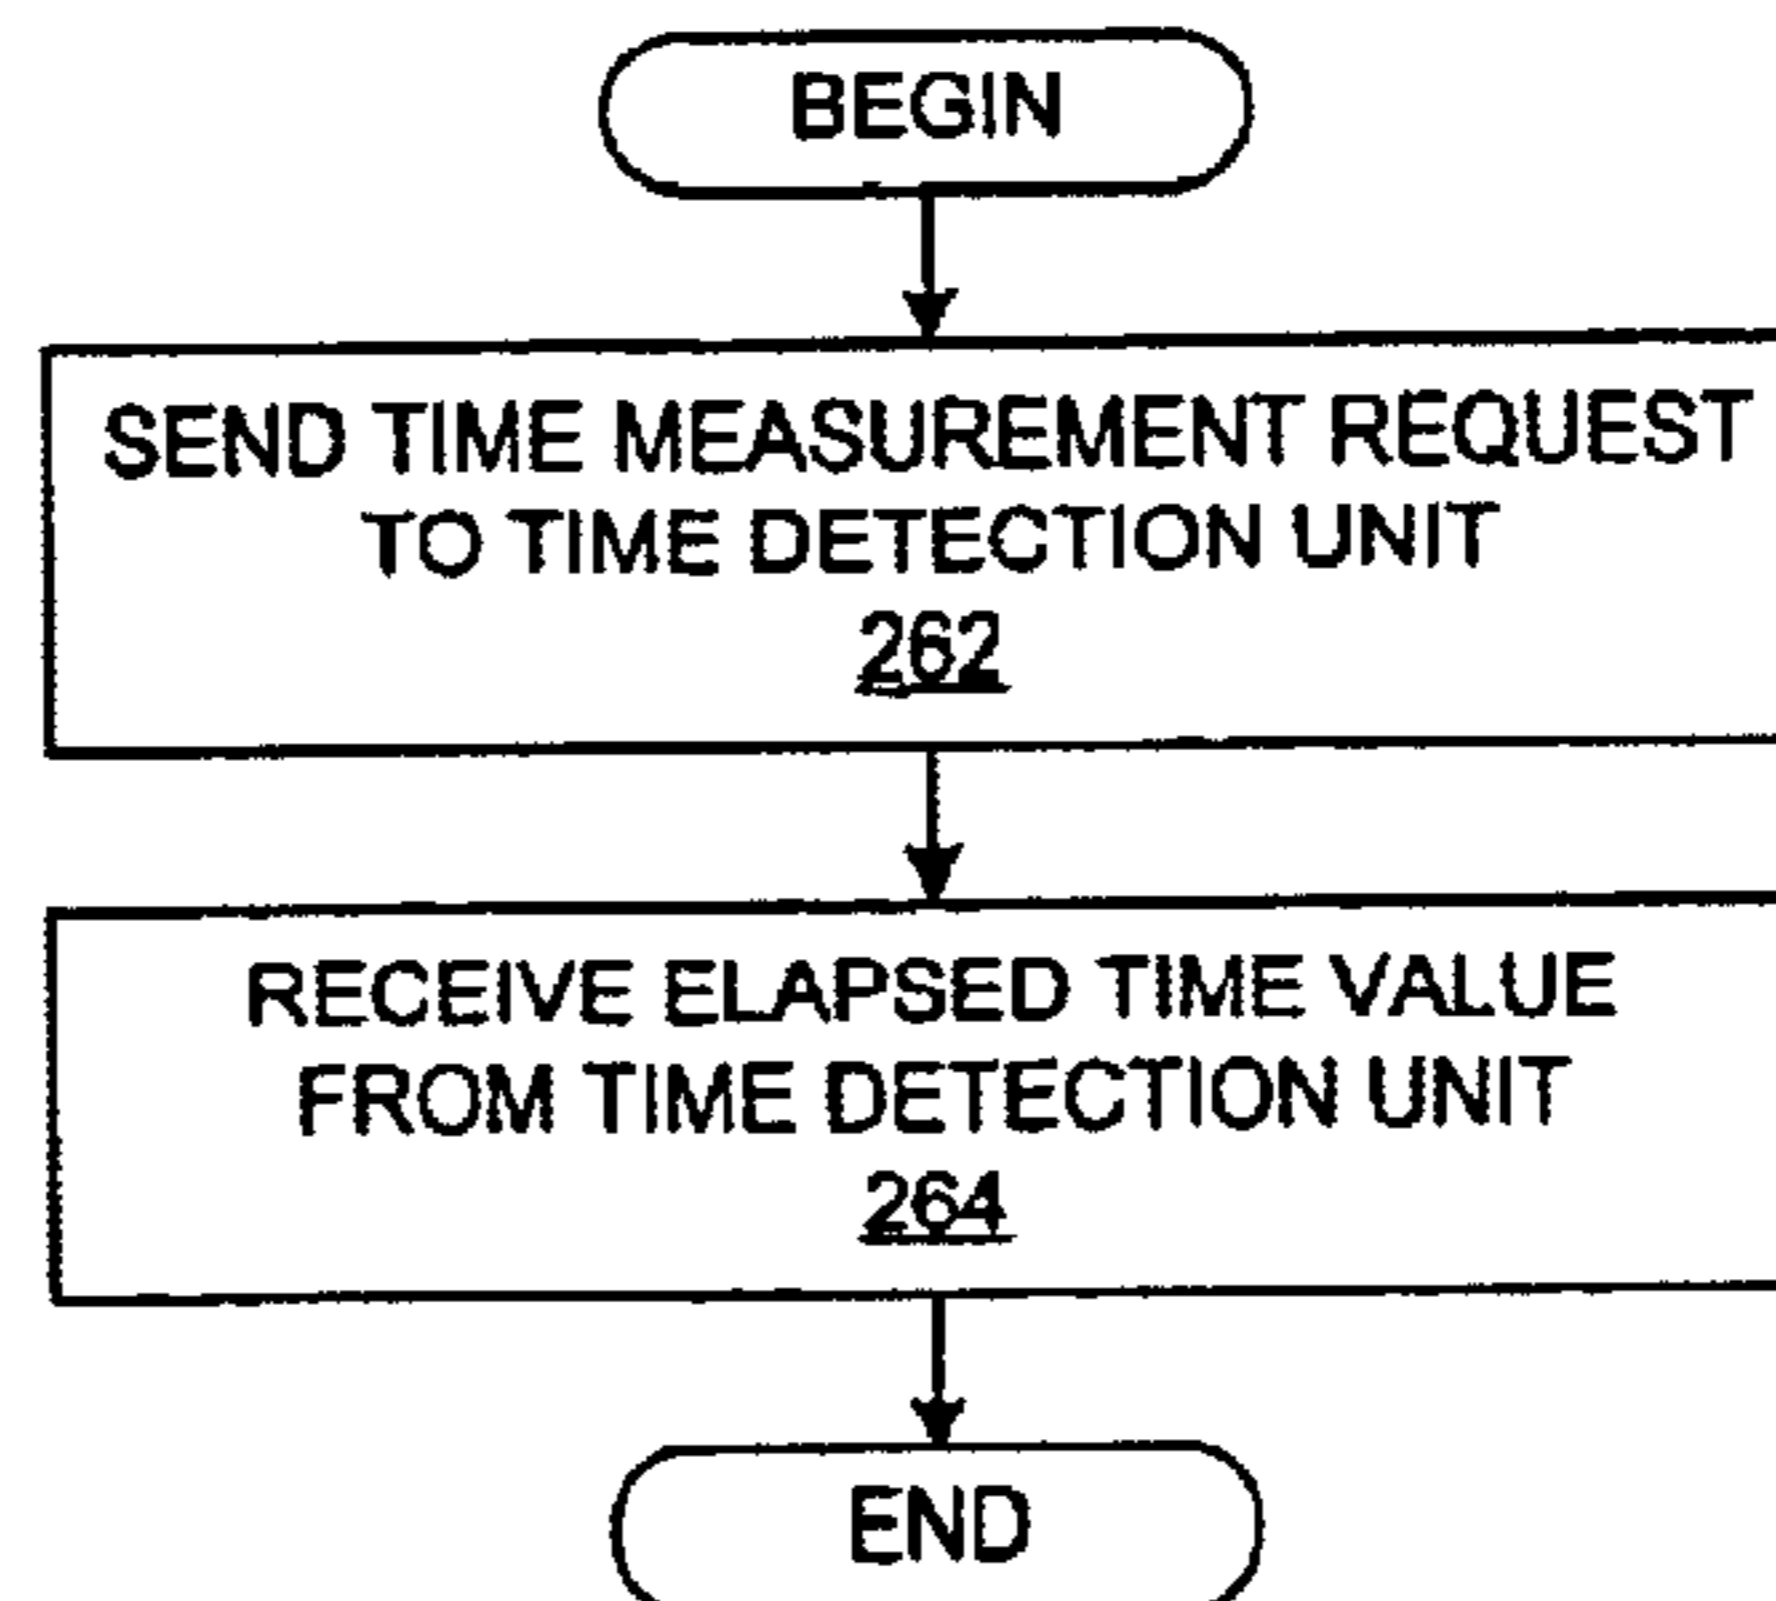 BEGIN
SEND TIME MEASUREMENT REQUEST
TO TIME DETECTION UNIT
262
RECEIVE ELAPSED TIME VALUE
FROM TIME DETECTION UNIT
264
END